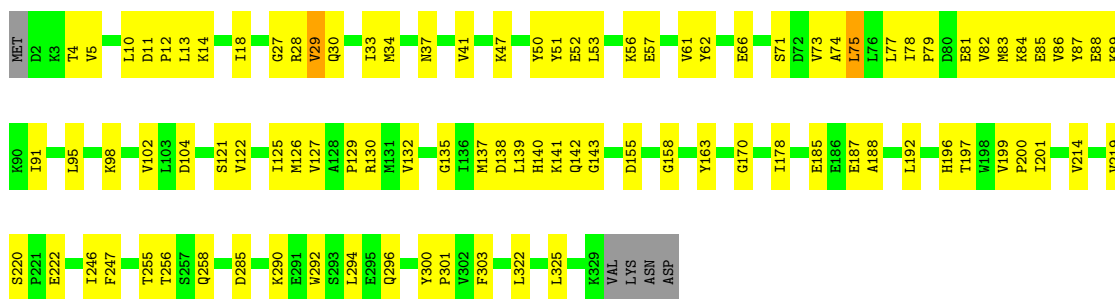 MET D2 K3 T4 V5 L10 D11 P12 L13 K14 I18 G27 R28 V29 Q30 I33 M34 N37 V41 K47 Y50 Y51 E52 L53 K56 E57 V61 Y62 E66 S71 D72 V73 A74 L75 L76 L77 I78 P79 D80 E81 V82 M83 K84 E85 V86 Y87 E88 K89
K90 I91 L95 K98 V102 L103 D104 S121 V122 I125 M126 V127 A128 P129 R130 M131 V132 G135 I136 M137 D138 L139 H140 K141 Q142 G143 D155 G158 Y163 G170 I178 E185 E186 E187 A188 L192 H196 T197 W198 V199 P200 I201 V214 V219
S220 P221 E222 I246 F247 T255 T256 S257 Q258 D285 K290 E291 W292 S293 L294 E295 Q296 Y300 P301 V302 F303 L322 L325 K329 VAL LYS ASN ASP